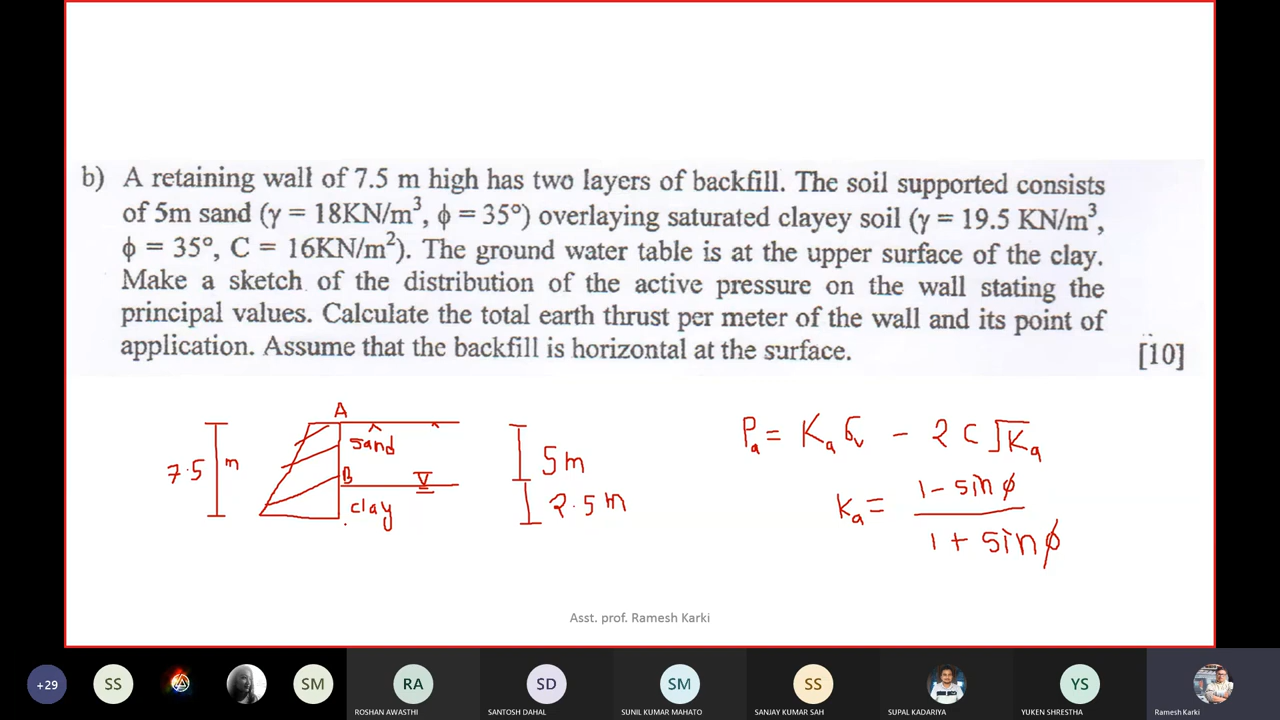 b) A retaining wall of 7.5 m high has two layers of backfill. The soil supported consists
of 5m sand (γ = 18KN/m³, ϕ = 35°) overlaying saturated clayey soil (γ = 19.5 KN/m³,
ϕ = 35°, C = 16KN/m²). The ground water table is at the upper surface of the clay.
Make a sketch of the distribution of the active pressure on the wall stating the
principal values. Calculate the total earth thrust per meter of the wall and its point of
application. Assume that the backfill is horizontal at the surface.
[10]
A
sand
B
clay
7.5 m
5m
2.5 m
Pa = Ka σv - 2 C √Ka
Ka = 1 - sin ϕ
1 + sin ϕ
Asst. prof. Ramesh Karki
+29
SS
SM
RA
SD
SM
SS
YS
ROSHAN AWASTHI
SANTOSH DAHAL
SUNIL KUMAR MAHATO
SANJAY KUMAR SAH
SUPAL KADARIYA
YUKEN SHRESTHA
Ramesh Karki